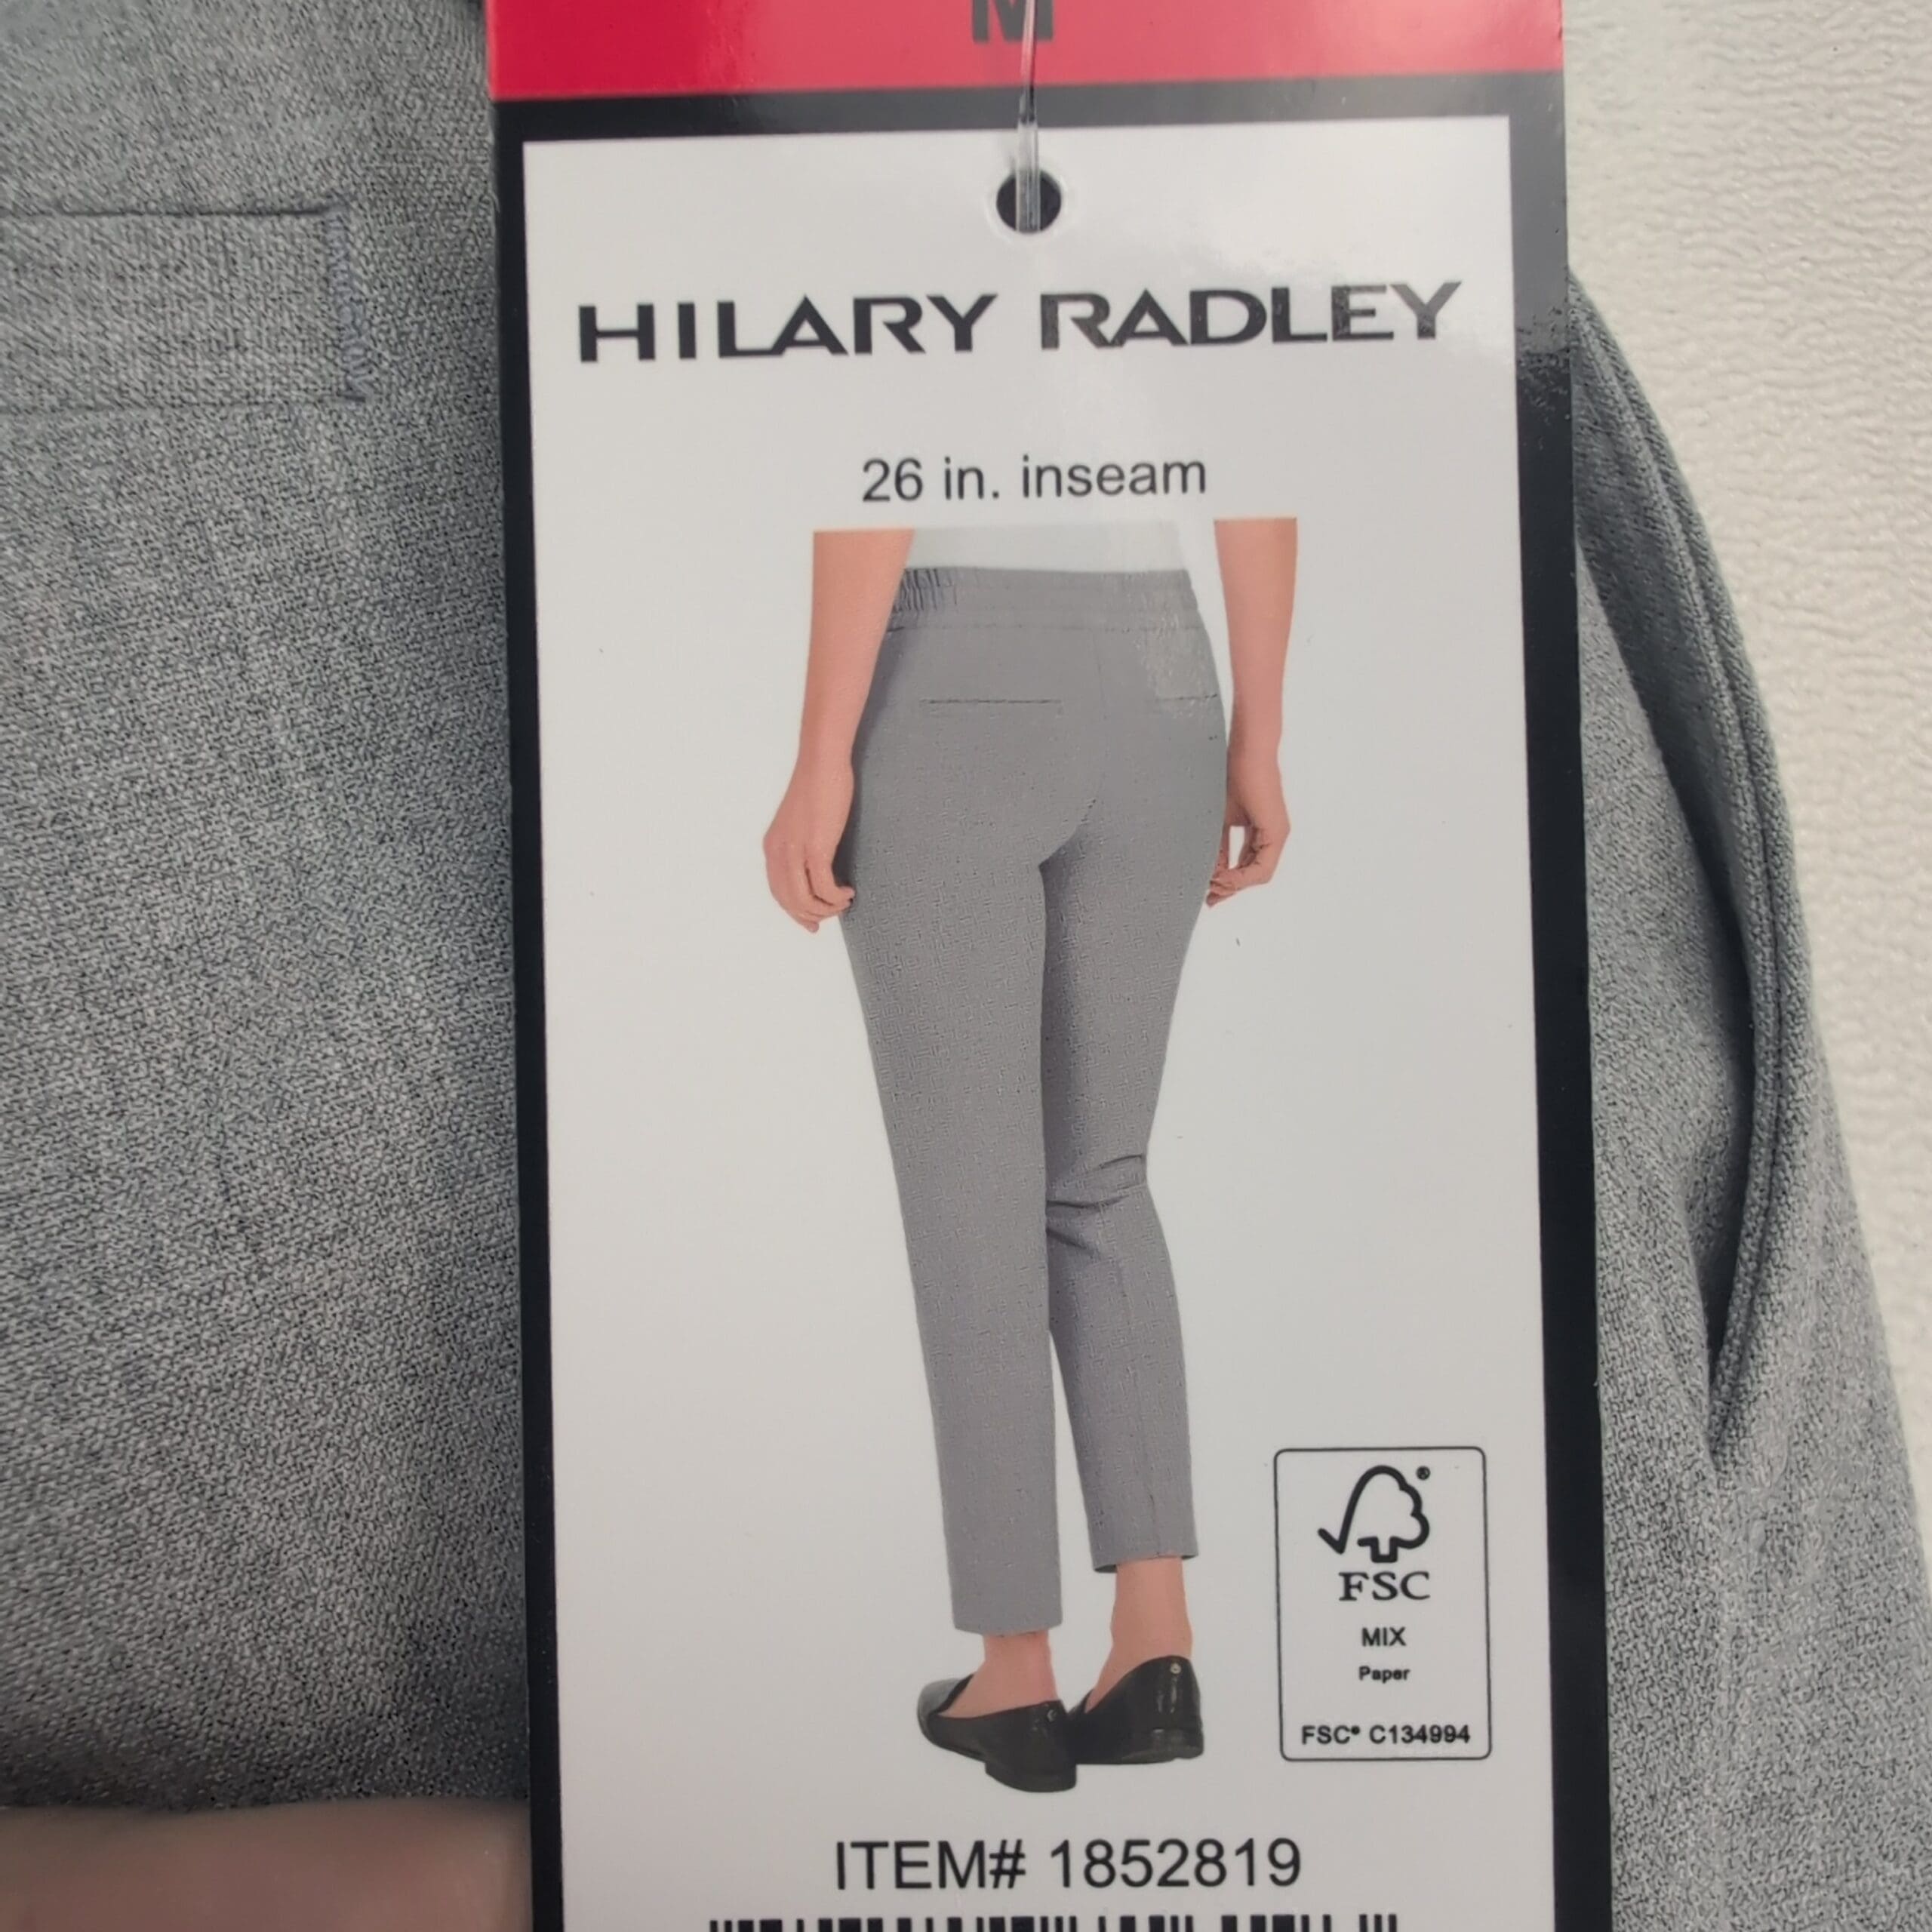 M
HILARY RADLEY
26 in. inseam
FSC®
MIX
Paper
FSC® C134994
ITEM# 1852819